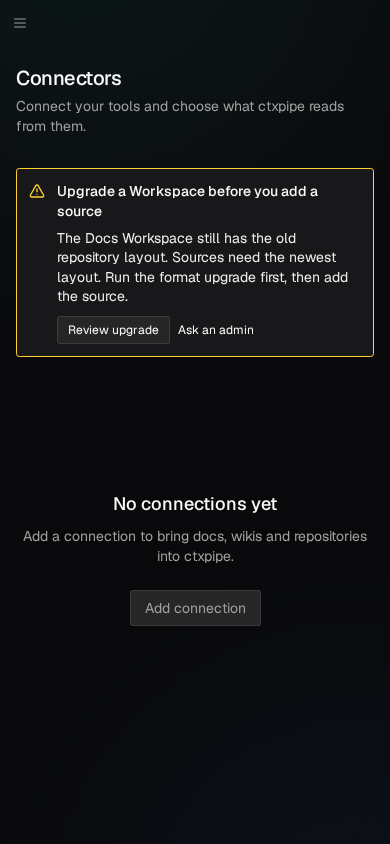 Connectors
Connect your tools and choose what ctxpipe reads
from them.
Upgrade a Workspace before you add a
source
The Docs Workspace still has the old
repository layout. Sources need the newest
layout. Run the format upgrade first, then add
the source.
Review upgrade Ask an admin
No connections yet
Add a connection to bring docs, wikis and repositories
into ctxpipe.
Add connection